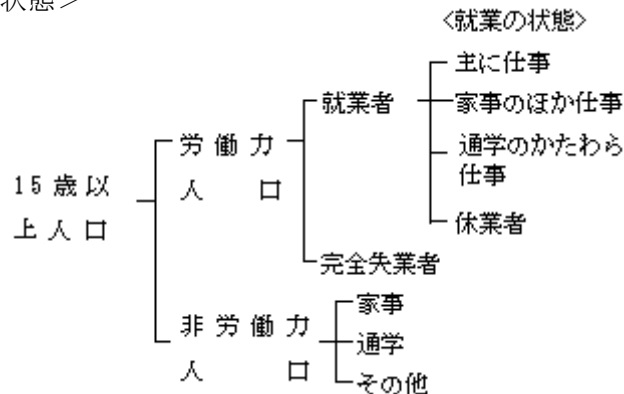 状態＞
<就業の状態>
主に仕事
就業者
家事のほか仕事
労働力
人口
通学のかたわら
仕事
15歳以
上人口
休業者
完全失業者
家事
非労働力
人口
通学
その他